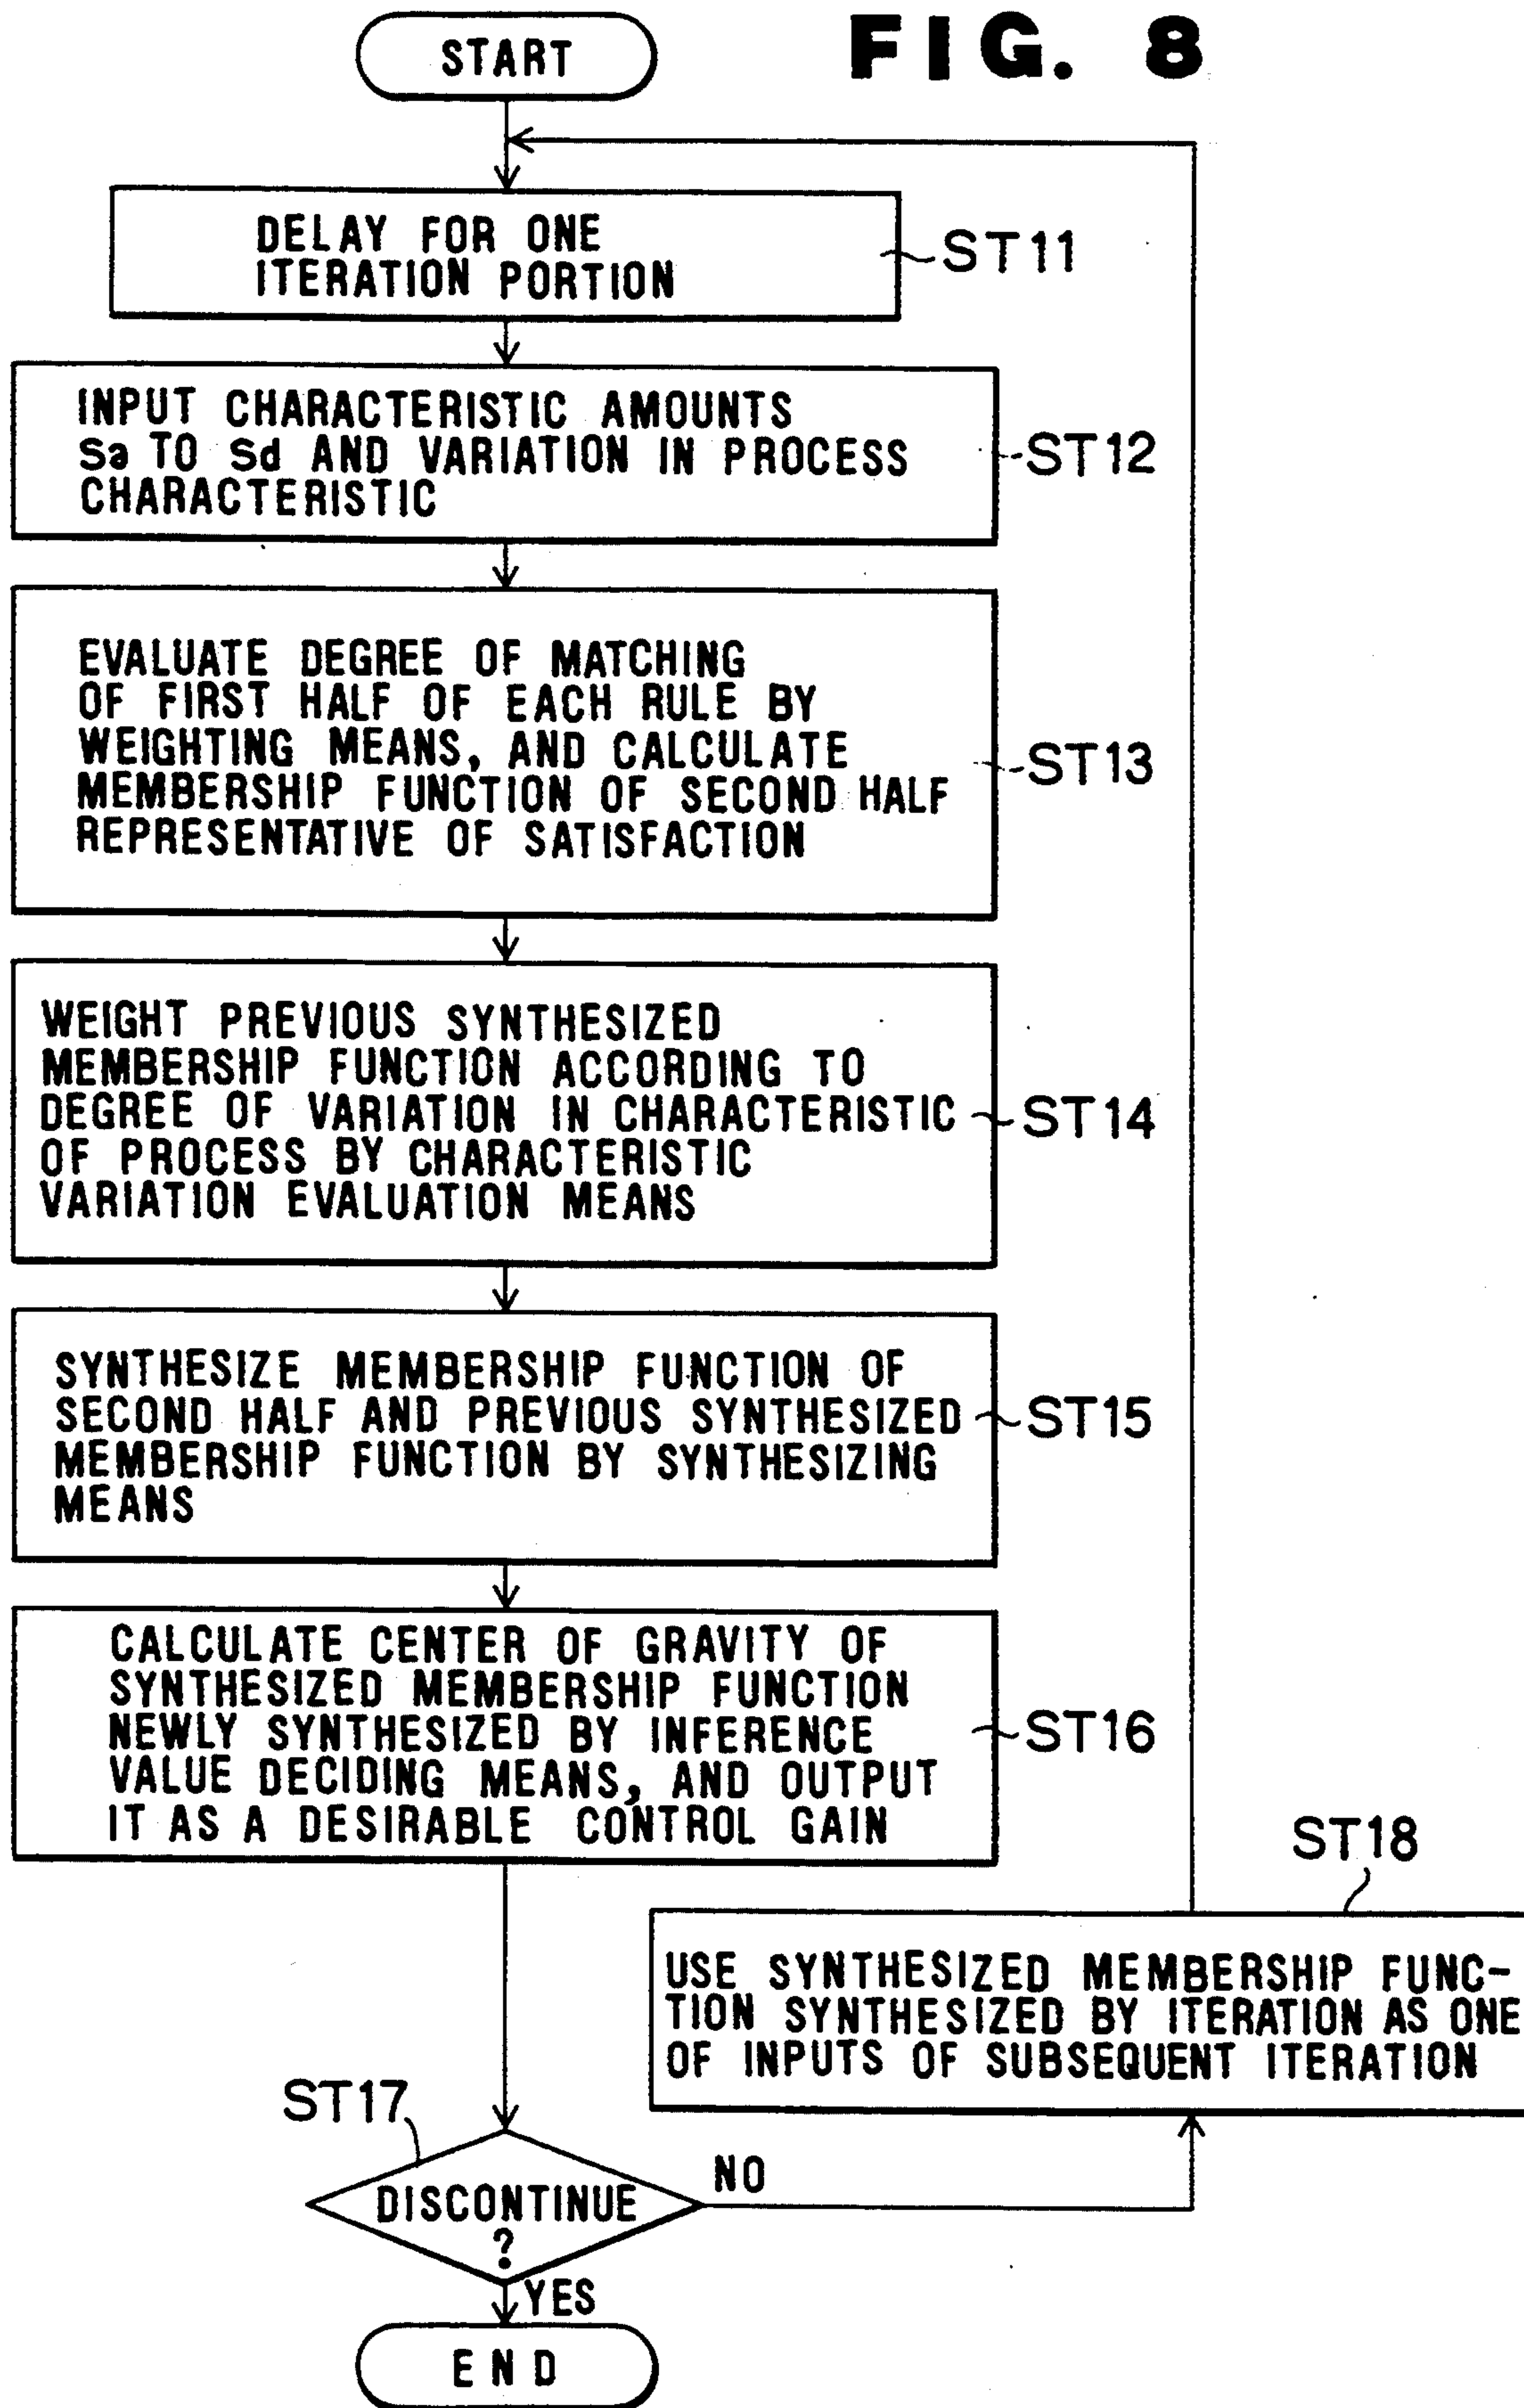 FIG. 8
START
DELAY FOR ONE
ITERATION PORTION
ST11
INPUT CHARACTERISTIC AMOUNTS
Sa TO Sd AND VARIATION IN PROCESS
CHARACTERISTIC
ST12
EVALUATE DEGREE OF MATCHING
OF FIRST HALF OF EACH RULE BY
WEIGHTING MEANS, AND CALCULATE
MEMBERSHIP FUNCTION OF SECOND HALF
REPRESENTATIVE OF SATISFACTION
ST13
WEIGHT PREVIOUS SYNTHESIZED
MEMBERSHIP FUNCTION ACCORDING TO
DEGREE OF VARIATION IN CHARACTERISTIC
OF PROCESS BY CHARACTERISTIC
VARIATION EVALUATION MEANS
ST14
SYNTHESIZE MEMBERSHIP FUNCTION OF
SECOND HALF AND PREVIOUS SYNTHESIZED
MEMBERSHIP FUNCTION BY SYNTHESIZING
MEANS
ST15
CALCULATE CENTER OF GRAVITY OF
SYNTHESIZED MEMBERSHIP FUNCTION
NEWLY SYNTHESIZED BY INFERENCE
VALUE DECIDING MEANS, AND OUTPUT
IT AS A DESIRABLE CONTROL GAIN
ST16
ST18
USE SYNTHESIZED MEMBERSHIP FUNC-
TION SYNTHESIZED BY ITERATION AS ONE
OF INPUTS OF SUBSEQUENT ITERATION
ST17
DISCONTINUE
?
NO
YES
END